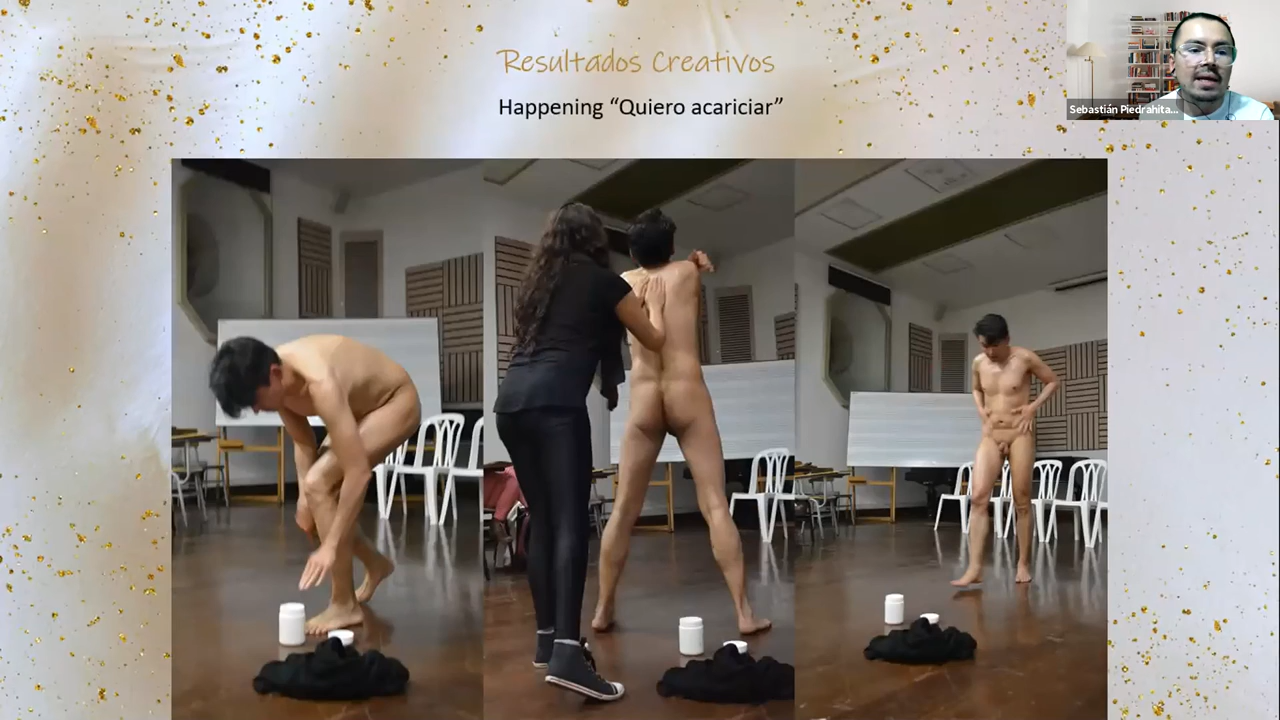 Resultados Creativos
Happening “Quiero acariciar”
Sebastián Piedrahita...